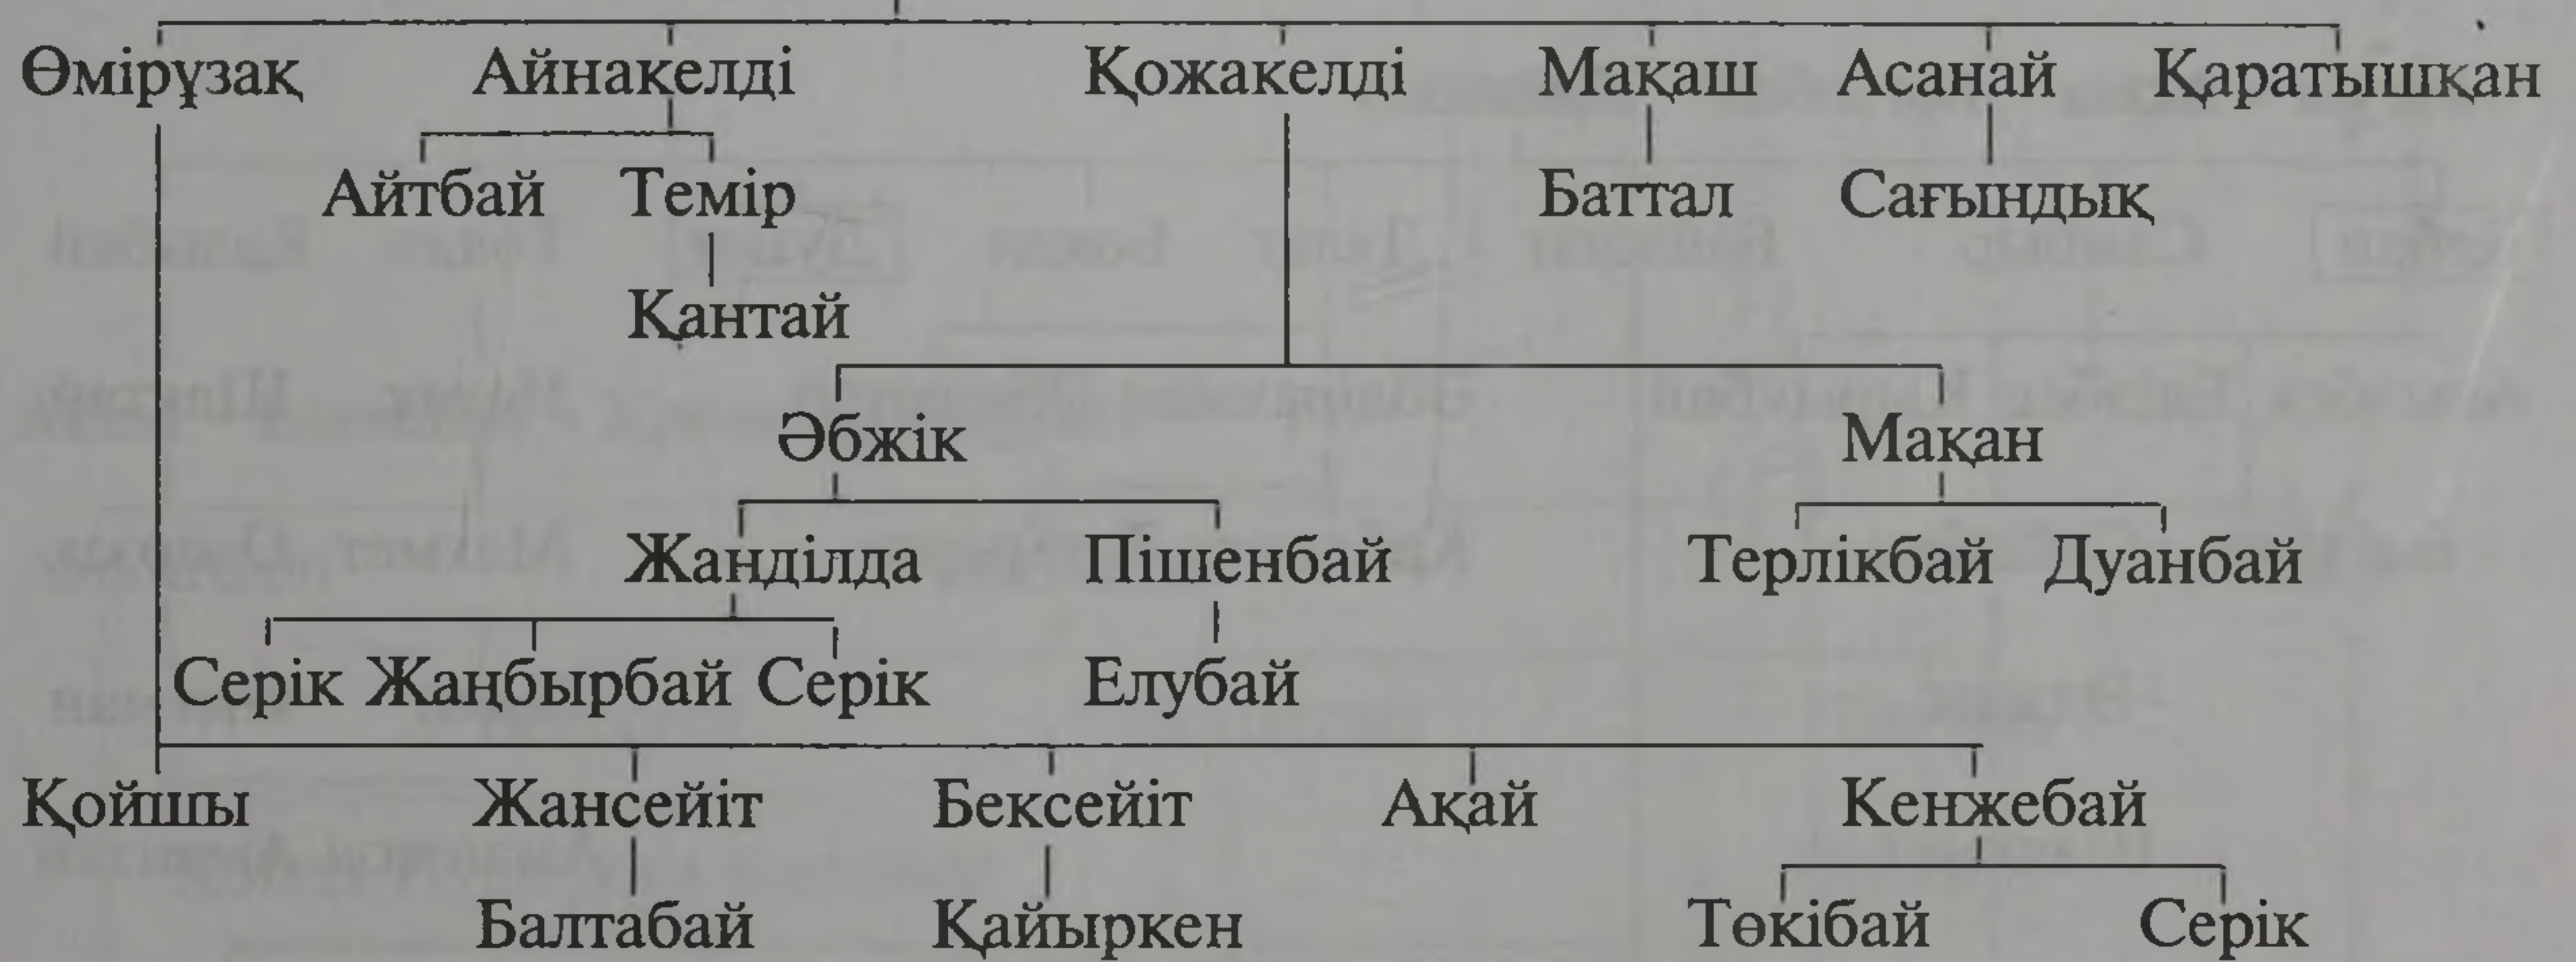 Өмірұзақ Айнакелді Қожакелді Мақаш Асанай Қаратышқан
Айтбай Темір Баттал Сағындық
Қантай
Әбжік Мақан
Жанділда Пішенбай Терлікбай Дуанбай
Серік Жаңбырбай Серік Елубай
Қойшы Жансейіт Бексейіт Ақай Кенжебай
Балтабай Қайыркен Төкібай Серік